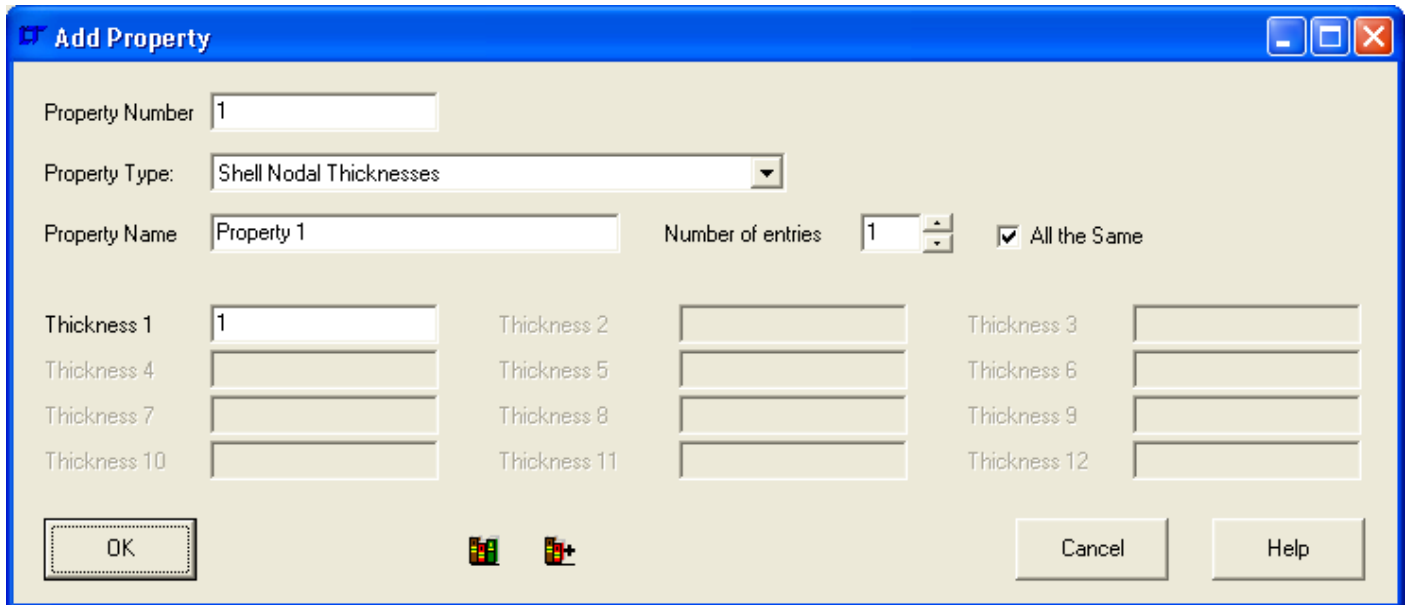 Add Property
Property Number 1
Property Type: Shell Nodal Thicknesses
Property Name Property 1 Number of entries 1 All the Same
Thickness 1 1 Thickness 2 Thickness 3
Thickness 4 Thickness 5 Thickness 6
Thickness 7 Thickness 8 Thickness 9
Thickness 10 Thickness 11 Thickness 12
OK Cancel Help